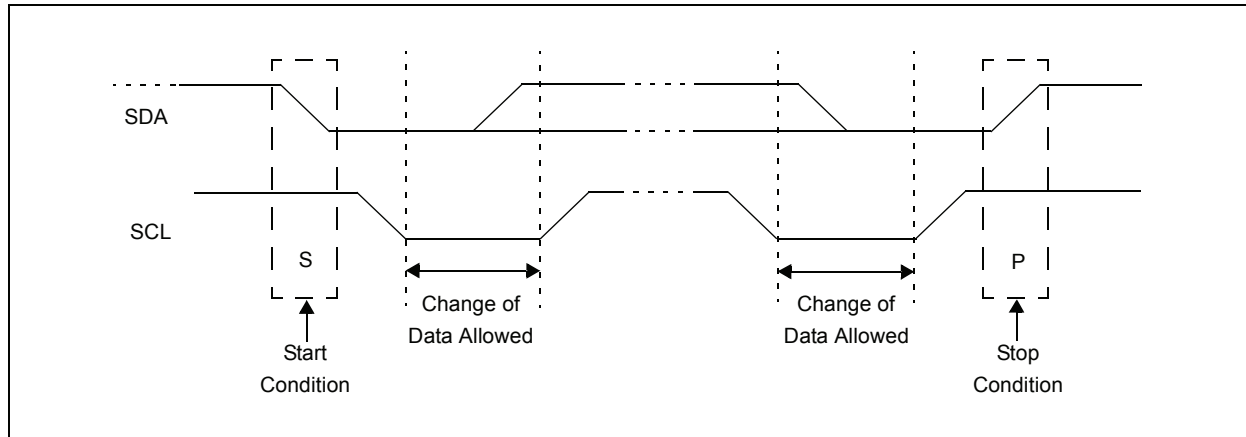 SDA
SCL
S
P
Change of
Data Allowed
Change of
Data Allowed
Start
Condition
Stop
Condition